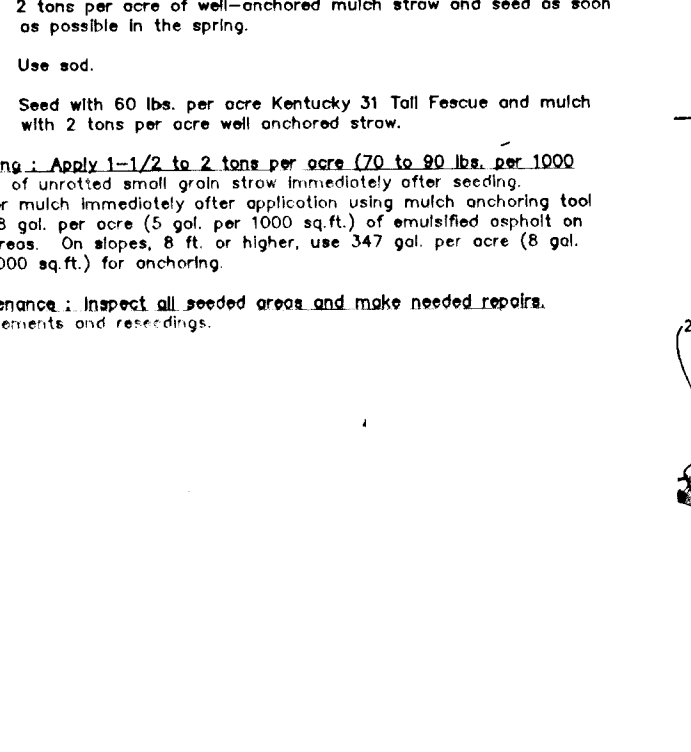 2 tons per acre of well-anchored mulch straw and seed as soon
as possible in the spring.
Use sod.
Seed with 60 lbs. per acre Kentucky 31 Tall Fescue and mulch
with 2 tons per acre well anchored straw.
ng : Apply 1-1/2 to 2 tons per acre (70 to 90 lbs. per 1000
of unrotted small grain straw immediately after seeding.
r mulch immediately after application using mulch anchoring tool
8 gal. per acre (5 gal. per 1000 sq.ft.) of emulsified asphalt on
reas. On slopes, 8 ft. or higher, use 347 gal. per acre (8 gal.
000 sq.ft.) for anchoring.
enance : Inspect all seeded areas and make needed repairs.
ements and reseedings.
2